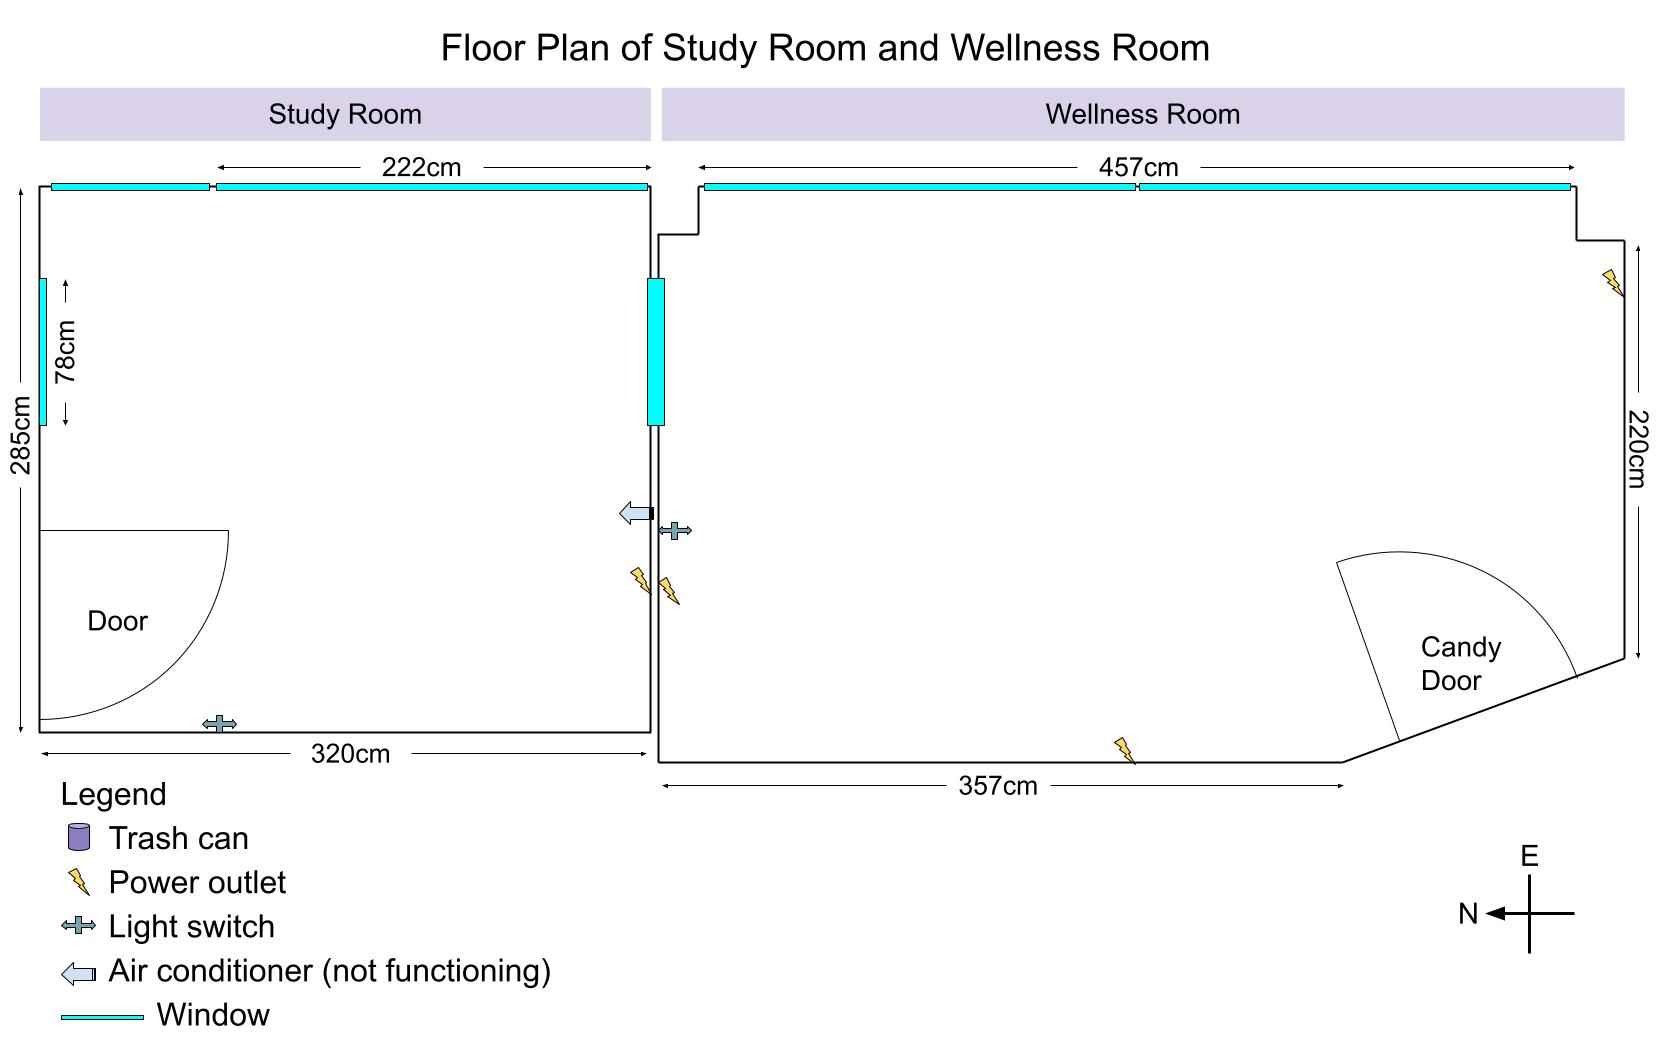 Floor Plan of Study Room and Wellness Room
Study Room
Wellness Room
222cm
457cm
78cm
285cm
220cm
Door
Candy
Door
320cm
357cm
Legend
Trash can
Power outlet
Light switch
Air conditioner (not functioning)
Window
E
N